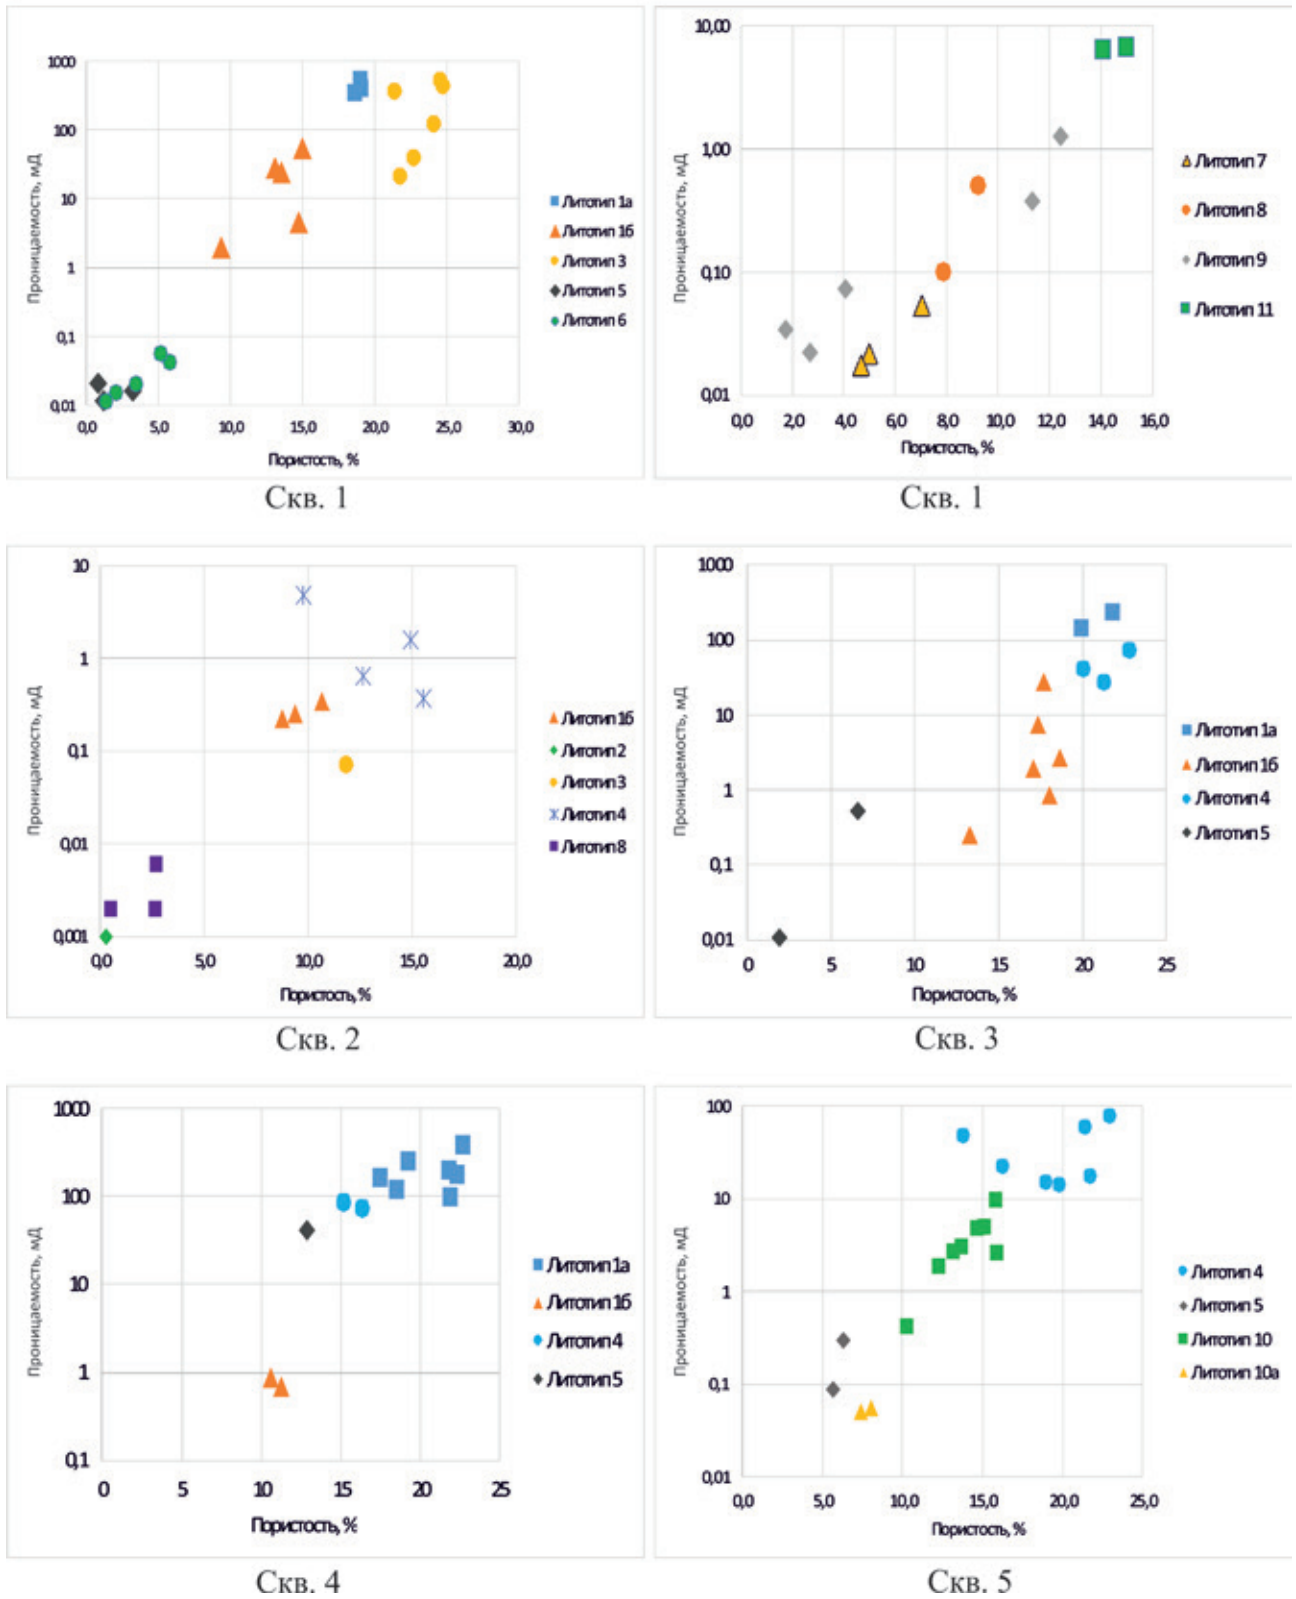 Проницаемость, мД
1000
100
10
1
0,1
0,01
0,0 5,0 10,0 15,0 20,0 25,0 30,0
Пористость, %
Литотип 1а
Литотип 1б
Литотип 3
Литотип 5
Литотип 6
Скв. 1
Проницаемость, мД
10,00
1,00
0,10
0,01
0,0 2,0 4,0 6,0 8,0 10,0 12,0 14,0 16,0
Пористость, %
Литотип 7
Литотип 8
Литотип 9
Литотип 11
Скв. 1
Проницаемость, мД
10
1
0,1
0,01
0,001
0,0 5,0 10,0 15,0 20,0
Пористость, %
Литотип 1б
Литотип 2
Литотип 3
Литотип 4
Литотип 8
Скв. 2
Проницаемость, мД
1000
100
10
1
0,1
0,01
0 5 10 15 20 25
Пористость, %
Литотип 1а
Литотип 1б
Литотип 4
Литотип 5
Скв. 3
Проницаемость, мД
1000
100
10
1
0,1
0 5 10 15 20 25
Пористость, %
Литотип 1а
Литотип 1б
Литотип 4
Литотип 5
Скв. 4
Проницаемость, мД
100
10
1
0,1
0,01
0,0 5,0 10,0 15,0 20,0 25,0
Пористость, %
Литотип 4
Литотип 5
Литотип 10
Литотип 10а
Скв. 5